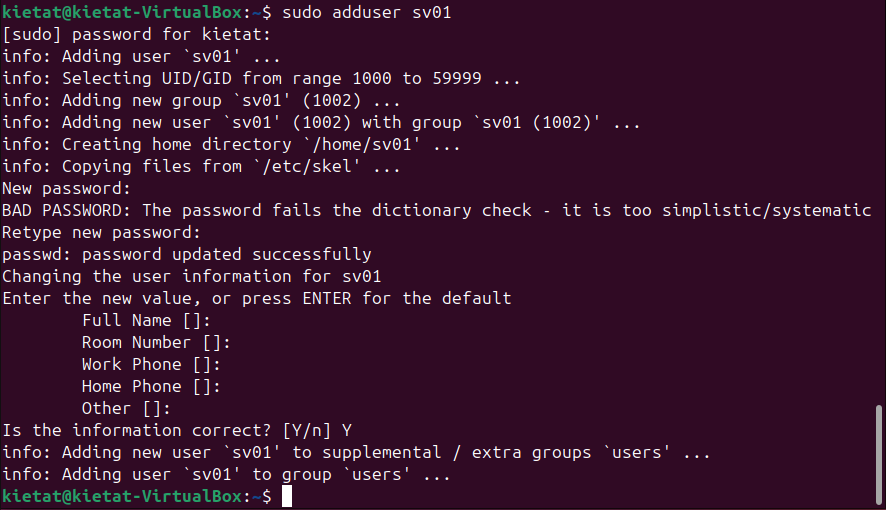 kietat@kietat-VirtualBox:~$ sudo adduser sv01
[sudo] password for kietat:
info: Adding user `sv01' ...
info: Selecting UID/GID from range 1000 to 59999 ...
info: Adding new group `sv01' (1002) ...
info: Adding new user `sv01' (1002) with group `sv01 (1002)' ...
info: Creating home directory `/home/sv01' ...
info: Copying files from `/etc/skel' ...
New password:
BAD PASSWORD: The password fails the dictionary check - it is too simplistic/systematic
Retype new password:
passwd: password updated successfully
Changing the user information for sv01
Enter the new value, or press ENTER for the default
        Full Name []:
        Room Number []:
        Work Phone []:
        Home Phone []:
        Other []:
Is the information correct? [Y/n] Y
info: Adding new user `sv01' to supplemental / extra groups `users' ...
info: Adding user `sv01' to group `users' ...
kietat@kietat-VirtualBox:~$